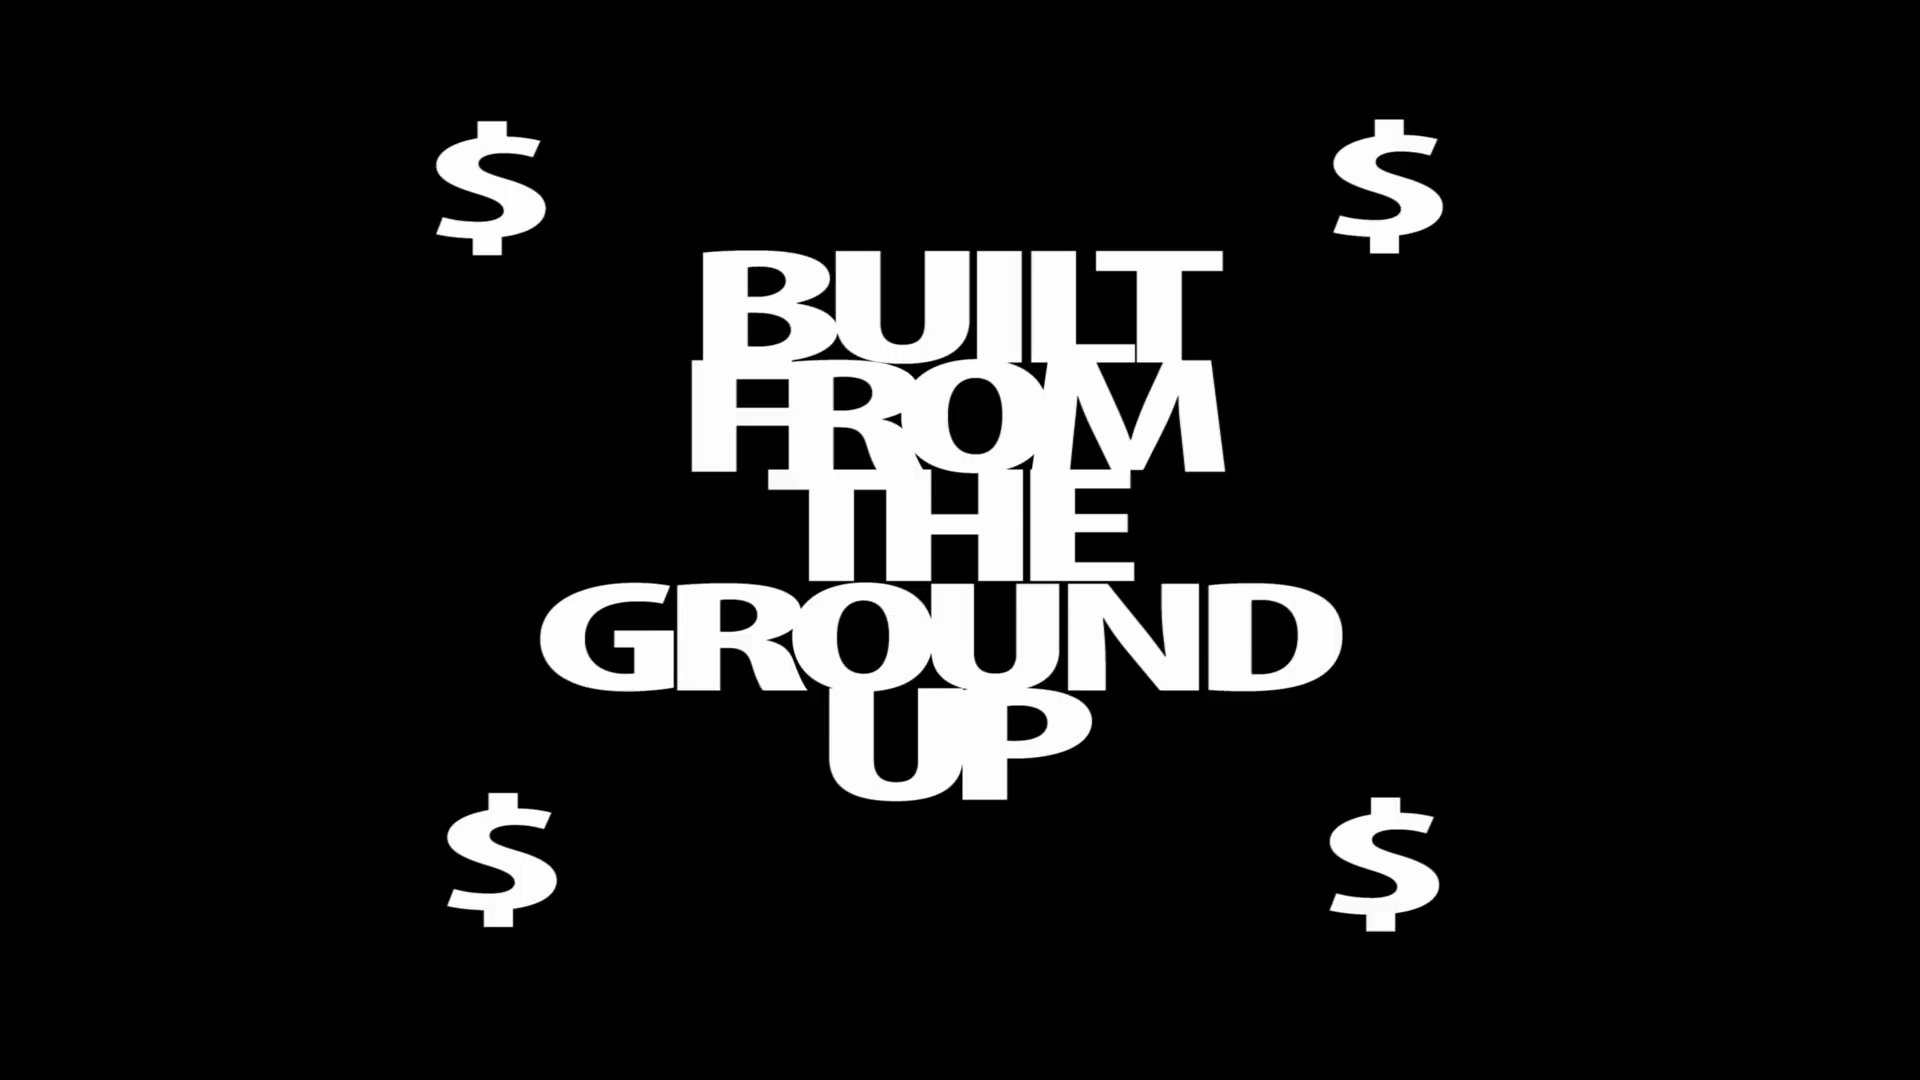 $ $
BUILT
FROM
THE
GROUND
UP
$ $